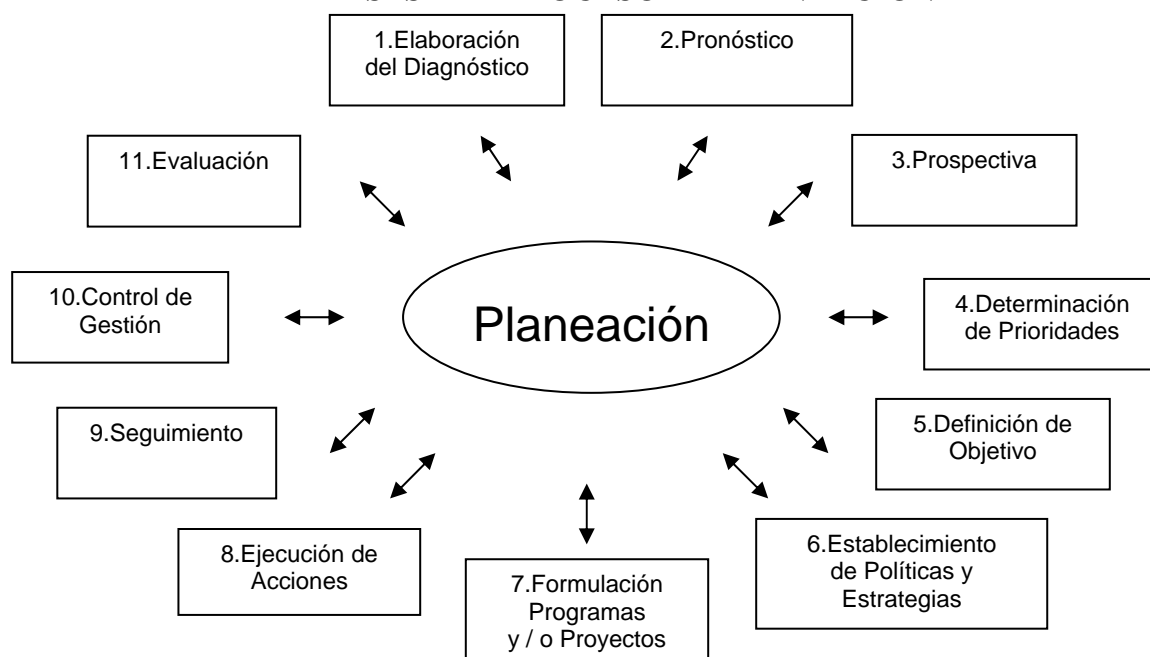 1.Elaboración
del Diagnóstico
2.Pronóstico
3.Prospectiva
4.Determinación
de Prioridades
5.Definición de
Objetivo
6.Establecimiento
de Políticas y
Estrategias
7.Formulación
Programas
y / o Proyectos
8.Ejecución de
Acciones
9.Seguimiento
10.Control de
Gestión
11.Evaluación
Planeación